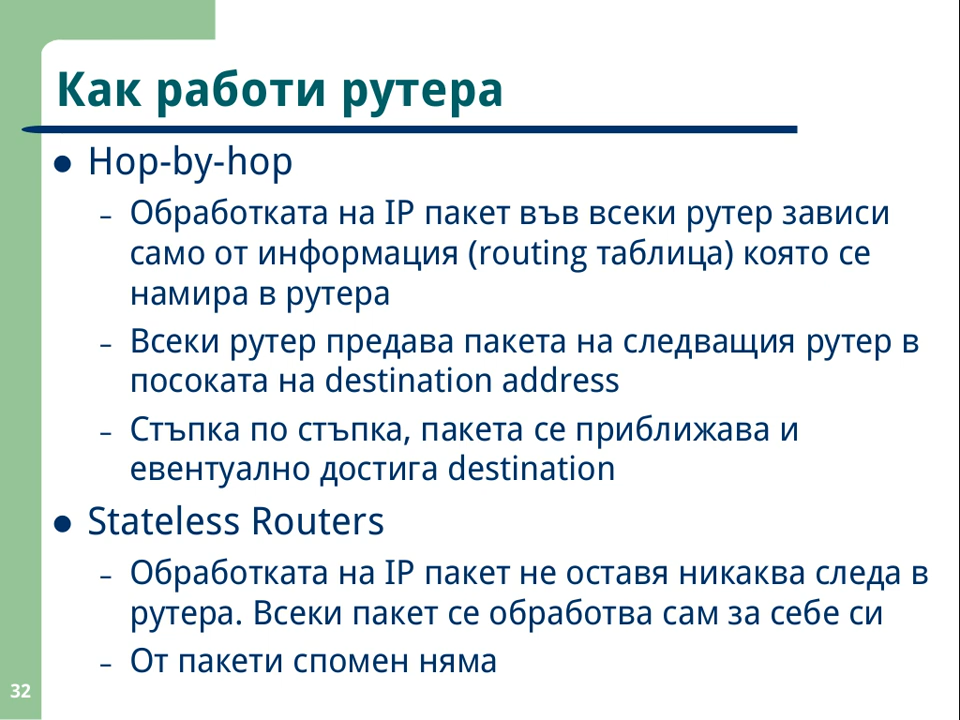 Как работи рутера
● Hop-by-hop
– Обработката на IP пакет във всеки рутер зависи
само от информация (routing таблица) която се
намира в рутера
– Всеки рутер предава пакета на следващия рутер в
посоката на destination address
– Стъпка по стъпка, пакета се приближава и
евентуално достига destination
● Stateless Routers
– Обработката на IP пакет не оставя никаква следа в
рутера. Всеки пакет се обработва сам за себе си
– От пакети спомен няма
32